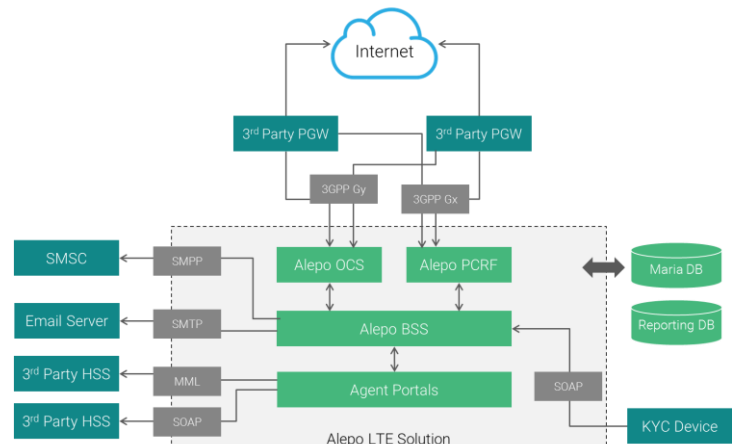 Internet
3rd Party PGW
3rd Party PGW
3GPP Gy
3GPP Gx
SMSC
SMPP
Alepo OCS
Alepo PCRF
Maria DB
Email Server
SMTP
Alepo BSS
Reporting DB
3rd Party HSS
MML
Agent Portals
SOAP
3rd Party HSS
SOAP
KYC Device
Alepo LTE Solution